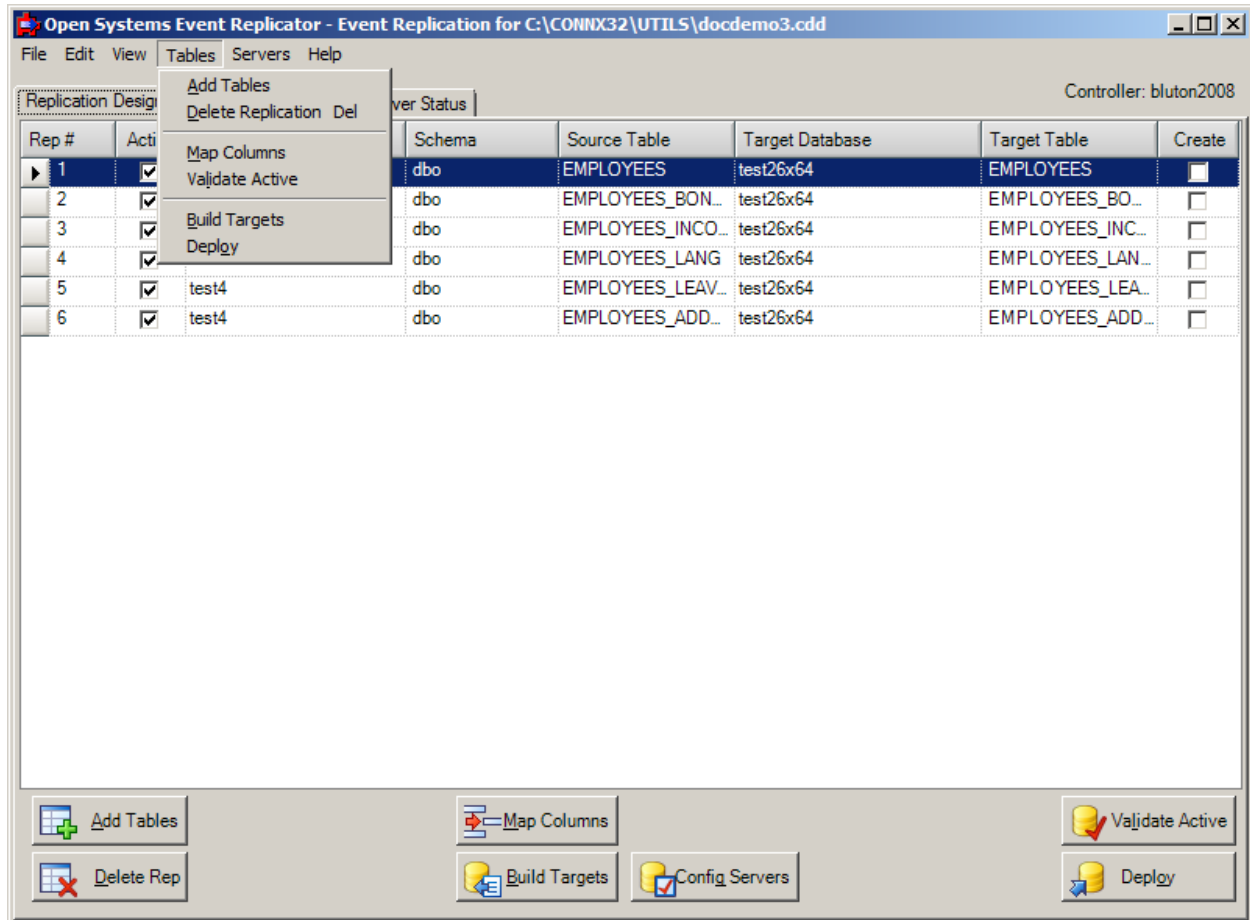 Open Systems Event Replicator - Event Replication for C:\CONNX32\UTILS\docdemo3.cdd
File Edit View Tables Servers Help
Controller: bluton2008
Add Tables
Delete Replication Del
Map Columns
Validate Active
Build Targets
Deploy
Replication Desig ver Status
Rep # Acti Schema Source Table Target Database Target Table Create
1 dbo EMPLOYEES test26x64 EMPLOYEES
2 dbo EMPLOYEES_BON... test26x64 EMPLOYEES_BO...
3 dbo EMPLOYEES_INCO... test26x64 EMPLOYEES_INC...
4 dbo EMPLOYEES_LANG test26x64 EMPLOYEES_LAN...
5 test4 dbo EMPLOYEES_LEAV... test26x64 EMPLOYEES_LEA...
6 test4 dbo EMPLOYEES_ADD... test26x64 EMPLOYEES_ADD...
Add Tables Map Columns Validate Active
Delete Rep Build Targets Config Servers Deploy